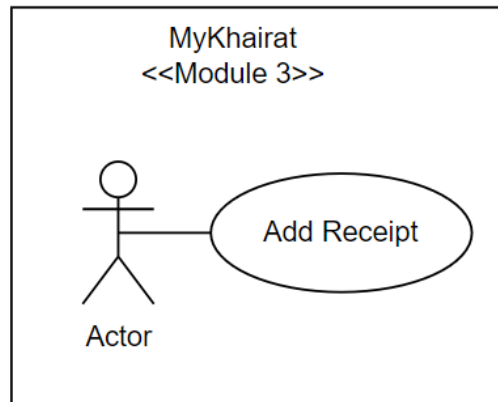 MyKhairat
<<Module 3>>
Add Receipt
Actor